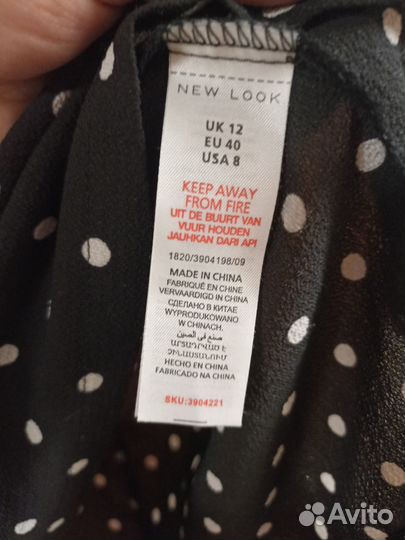 NEW LOOK
UK 12
EU 40
USA 8
KEEP AWAY
FROM FIRE
UIT DE BUURT VAN
VUUR HOUDEN
JAUHKAN DARI API
1820/3904198/09
MADE IN CHINA
FABRIQUÉ EN CHINE
VERVAARDIGD IN CHINA
СДЕЛАНО В КИТАЕ
WYPRODUKOWANO
W CHINACH.
صنع في الصين
ԱՐՏԱԴՐՎԱԾ Է
ՉԻՆԱՍՏԱՆՈՒՄ
HECHO EN CHINA
FABRICADO NA CHINA
SKU:3904221
Avito